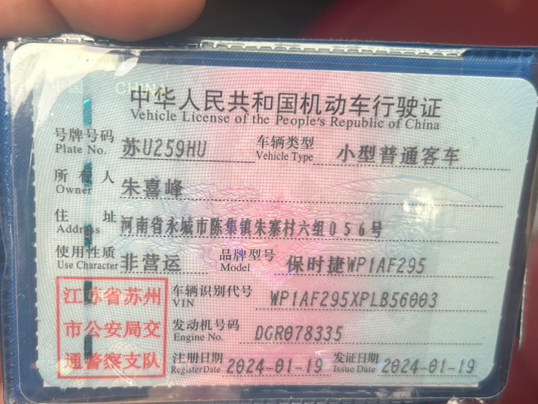 中华人民共和国机动车行驶证
Vehicle License of the People's Republic of China
号牌号码 苏U259HU 车辆类型 小型普通客车
Plate No. Vehicle Type
所有人 朱喜峰
Owner
住址 河南省永城市陈集镇朱寨村六组056号
Address
使用性质 非营运 品牌型号 保时捷WP1AF295
Use Character Model
江苏省苏州
市公安局交
通警察支队
车辆识别代号 WP1AF295XPLB56003
VIN
发动机号码 DGR078335
Engine No.
注册日期 2024-01-19 发证日期 2024-01-19
Register Date Issue Date